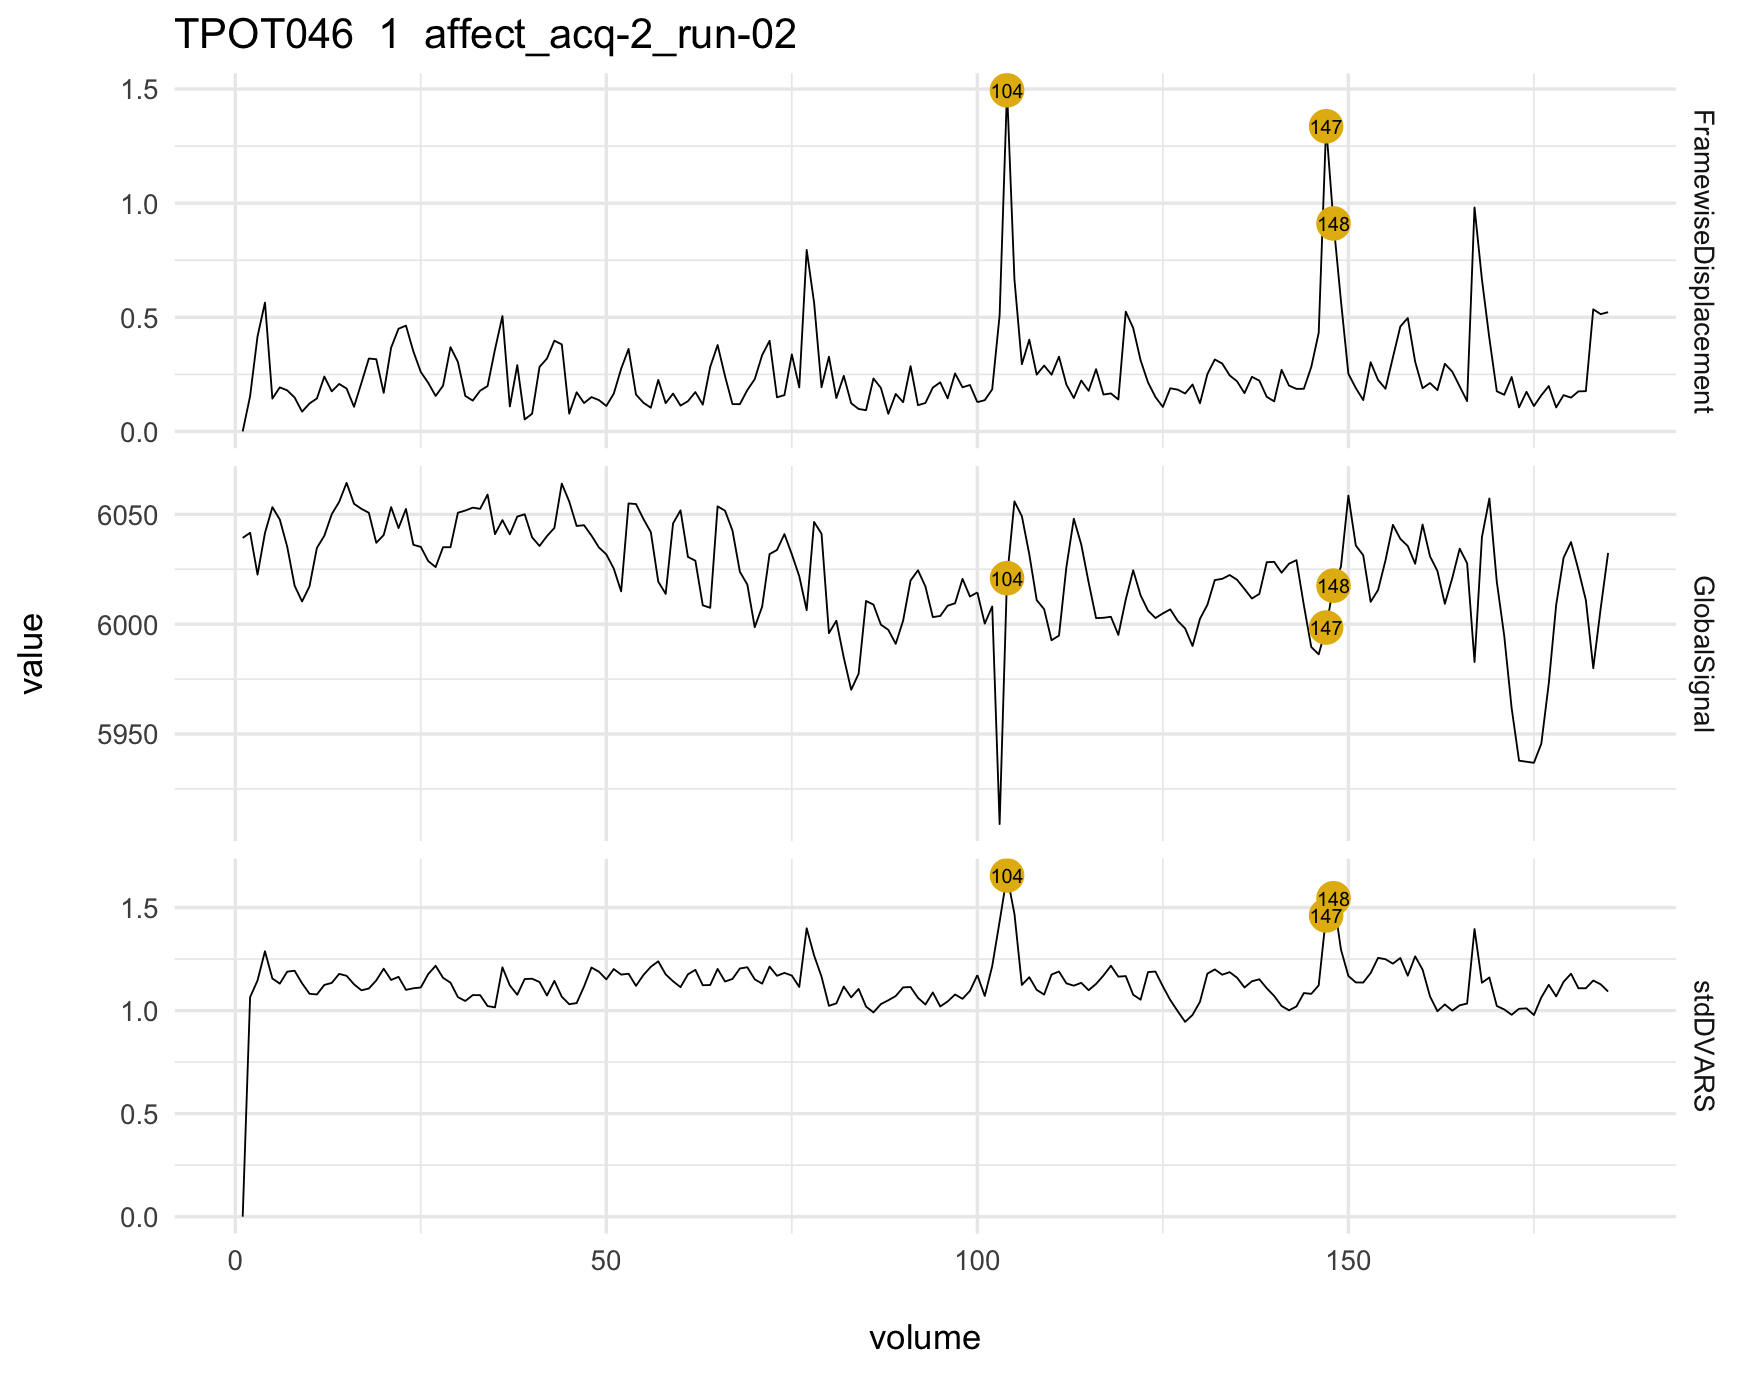 TPOT046  1  affect_acq-2_run-02
1.5
1.0
0.5
0.0
104
147
148
FramewiseDisplacement
6050
6000
5950
104
148
147
GlobalSignal
value
1.5
1.0
0.5
0.0
104
148
147
stdDVARS
0 50 100 150
volume